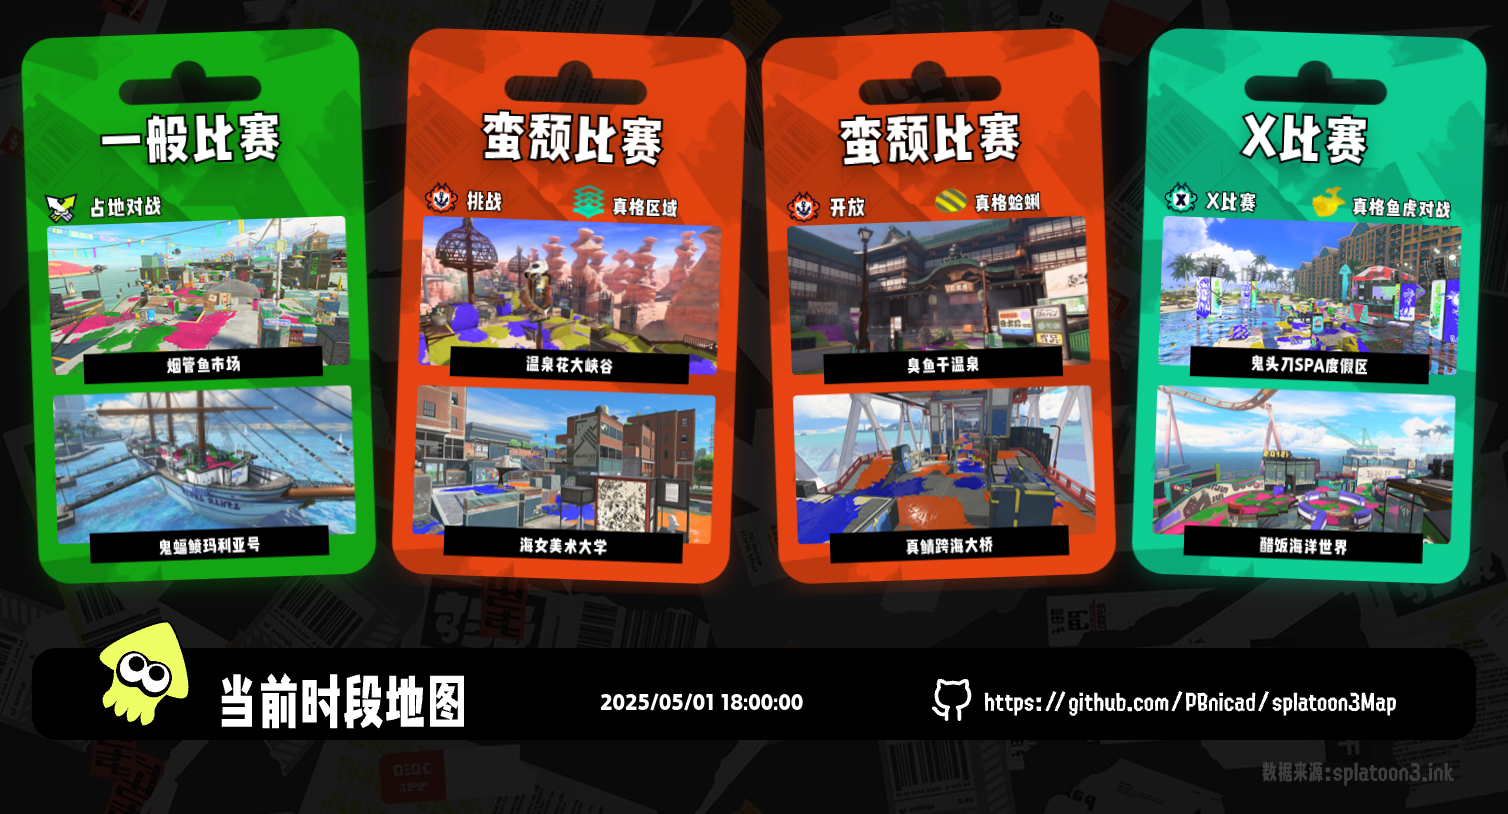 一般比赛
占地对战
烟管鱼市场
鬼蝠鲼玛利亚号
蛮颓比赛
挑战
真格区域
温泉花大峡谷
海女美术大学
蛮颓比赛
开放
真格蛤蜊
臭鱼干温泉
真鲭跨海大桥
X比赛
X比赛
真格鱼虎对战
鬼头刀SPA度假区
醋饭海洋世界
当前时段地图
2025/05/01 18:00:00
https://github.com/PBnicad/splatoon3Map
数据来源:splatoon3.ink